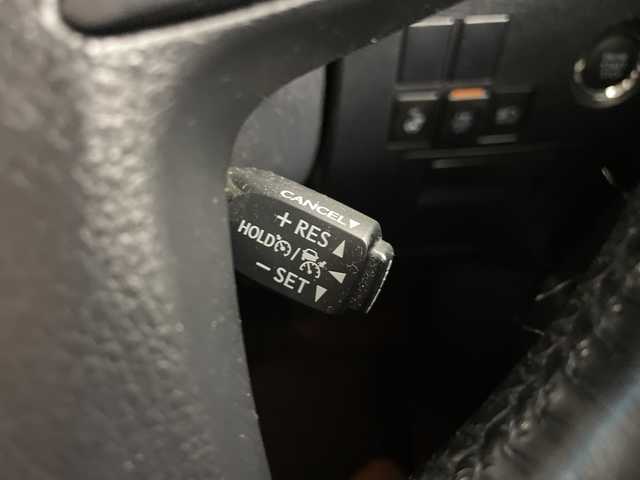 CANCEL▼
+ RES ▲
HOLD /
− SET ▼